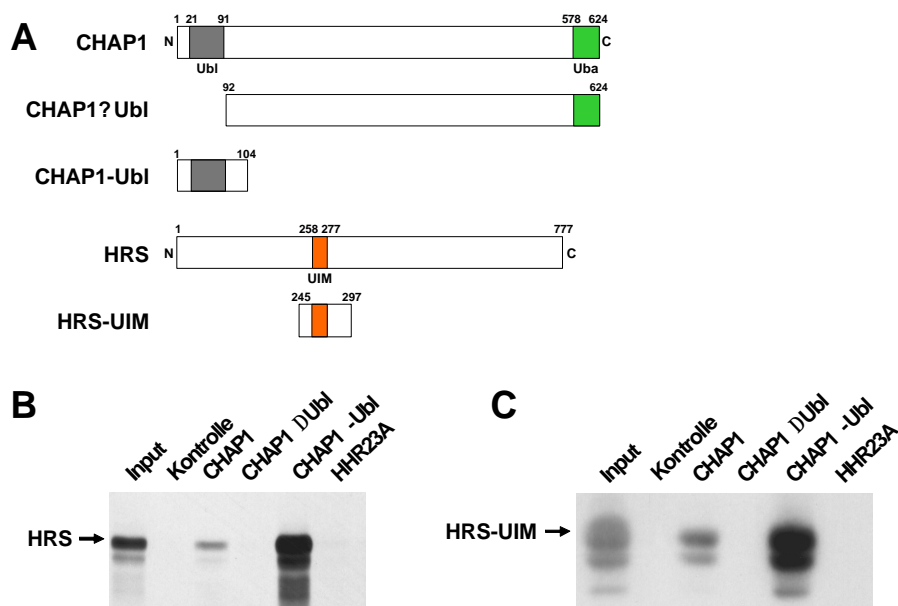 A
1 21 91 578 624
CHAP1 N C
Ubl Uba
92 624
CHAP1?Ubl
1 104
CHAP1-Ubl
1 258 277 777
HRS N C
UIM
245 297
HRS-UIM
B
Input Kontrolle CHAP1 CHAP1 DUbl CHAP1 -Ubl HHR23A
HRS
C
Input Kontrolle CHAP1 CHAP1 DUbl CHAP1 -Ubl HHR23A
HRS-UIM